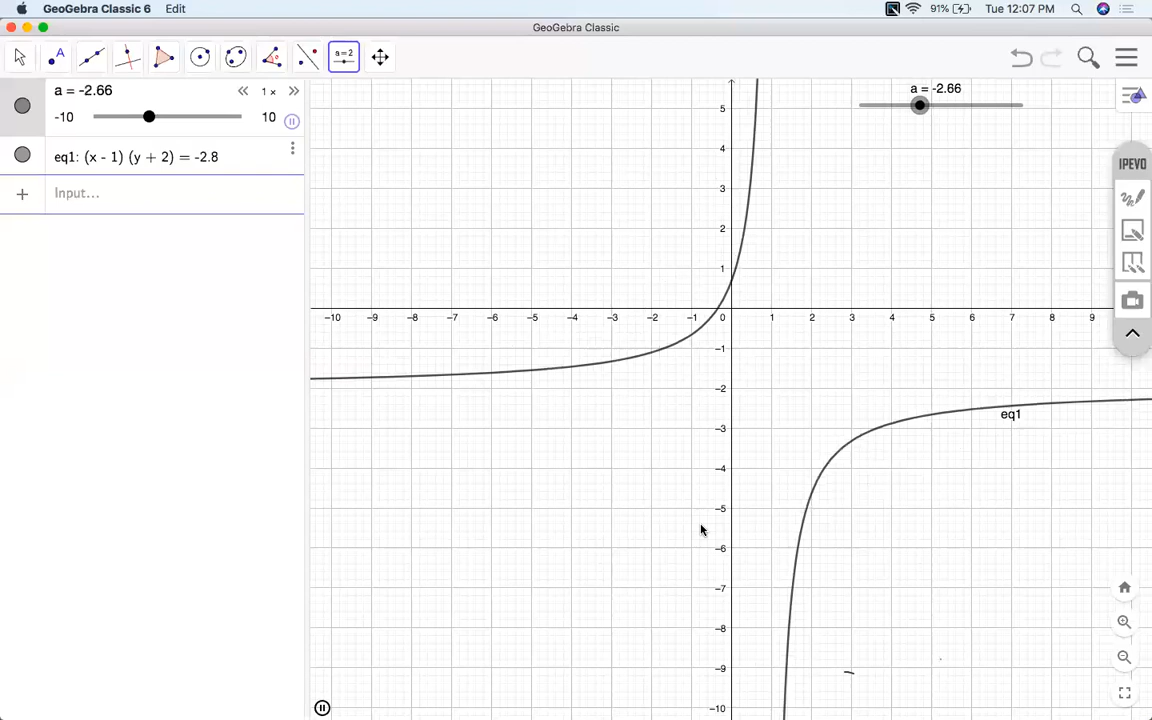 GeoGebra Classic 6 Edit 91% Tue 12:07 PM
GeoGebra Classic
a=2
a = -2.66 1 ×
-10 10
eq1: (x - 1) (y + 2) = -2.8
Input...
a = -2.66
IPEVO
5
4
3
2
1
−10 −9 −8 −7 −6 −5 −4 −3 −2 −1 0 1 2 3 4 5 6 7 8 9
−1
−2
eq1
−3
−4
−5
−6
−7
−8
−9
−10
A